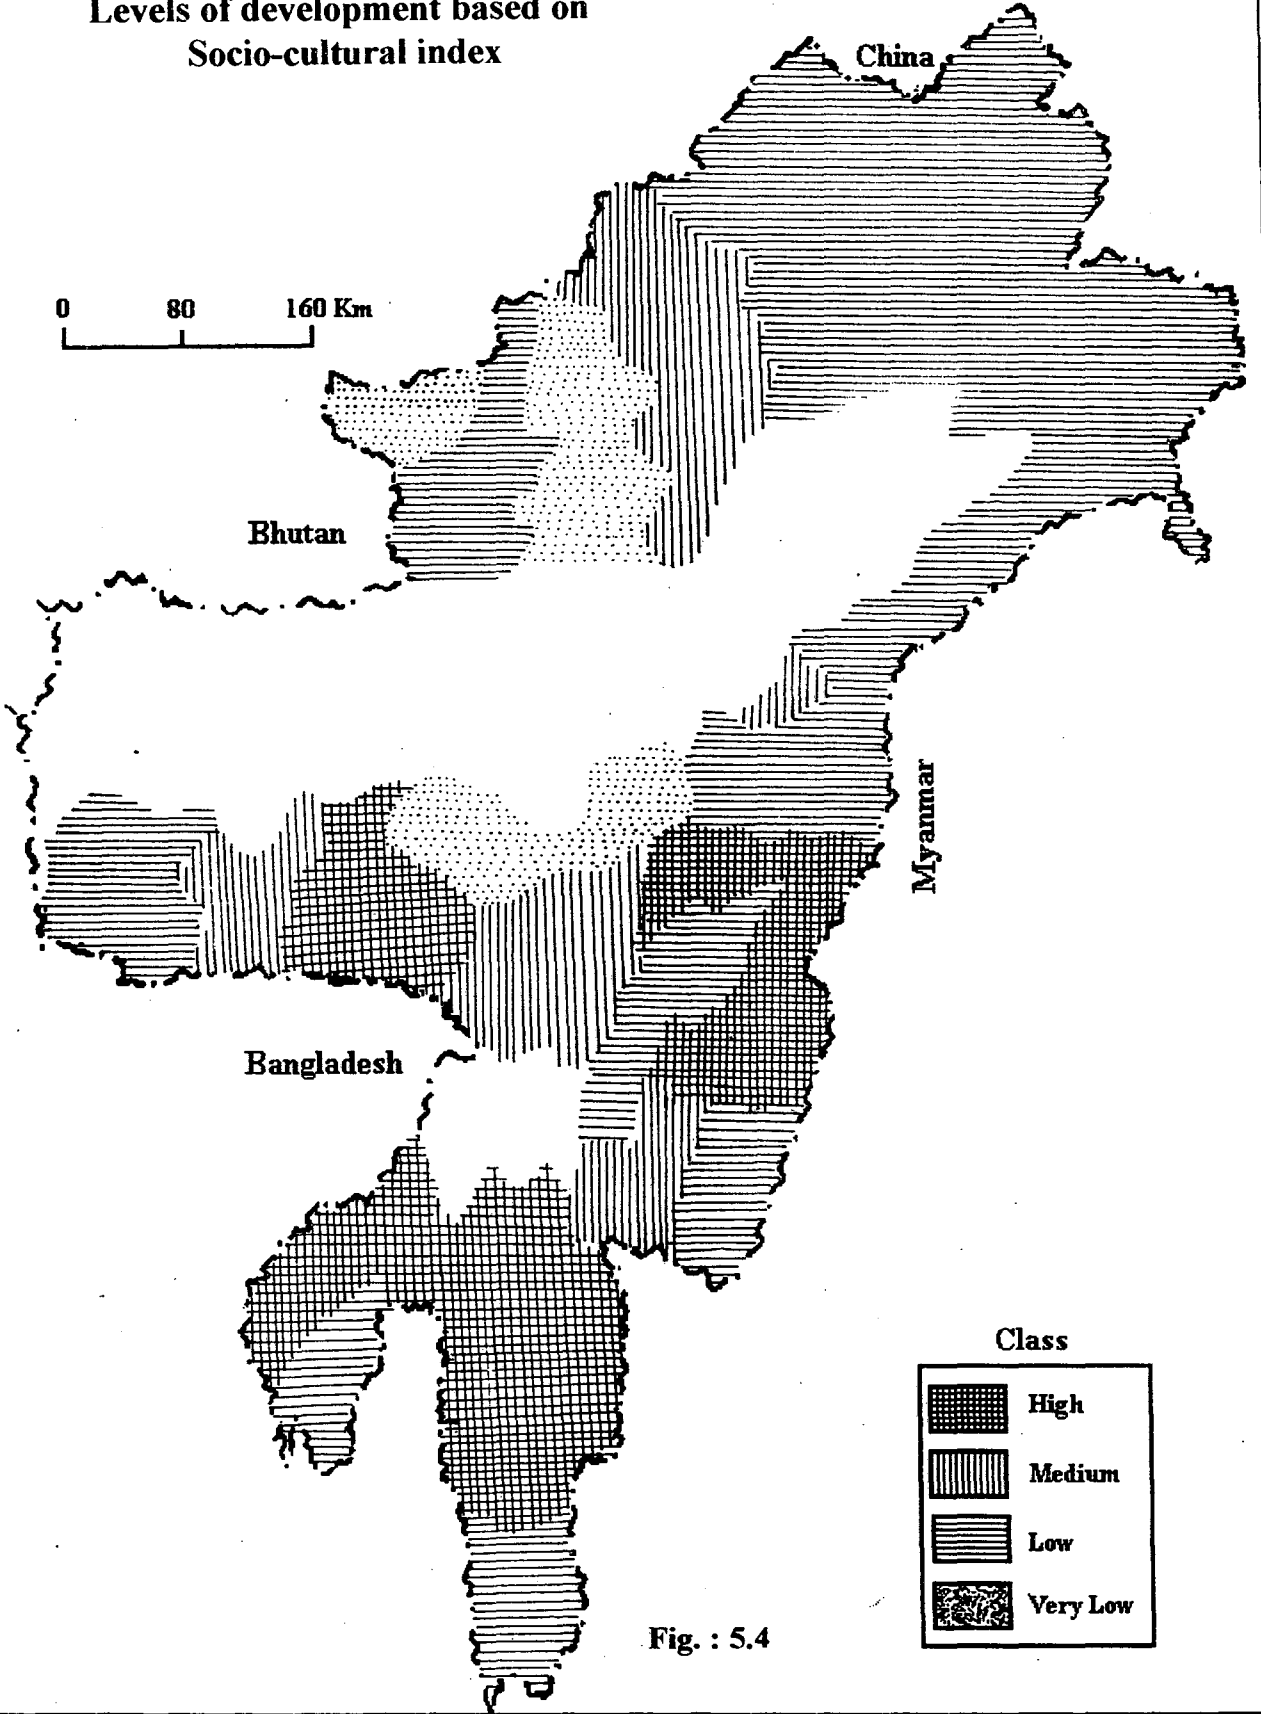 Levels of development based on
Socio-cultural index
China
0 80 160 Km
Bhutan
Myanmar
Bangladesh
Class
High
Medium
Low
Very Low
Fig. : 5.4